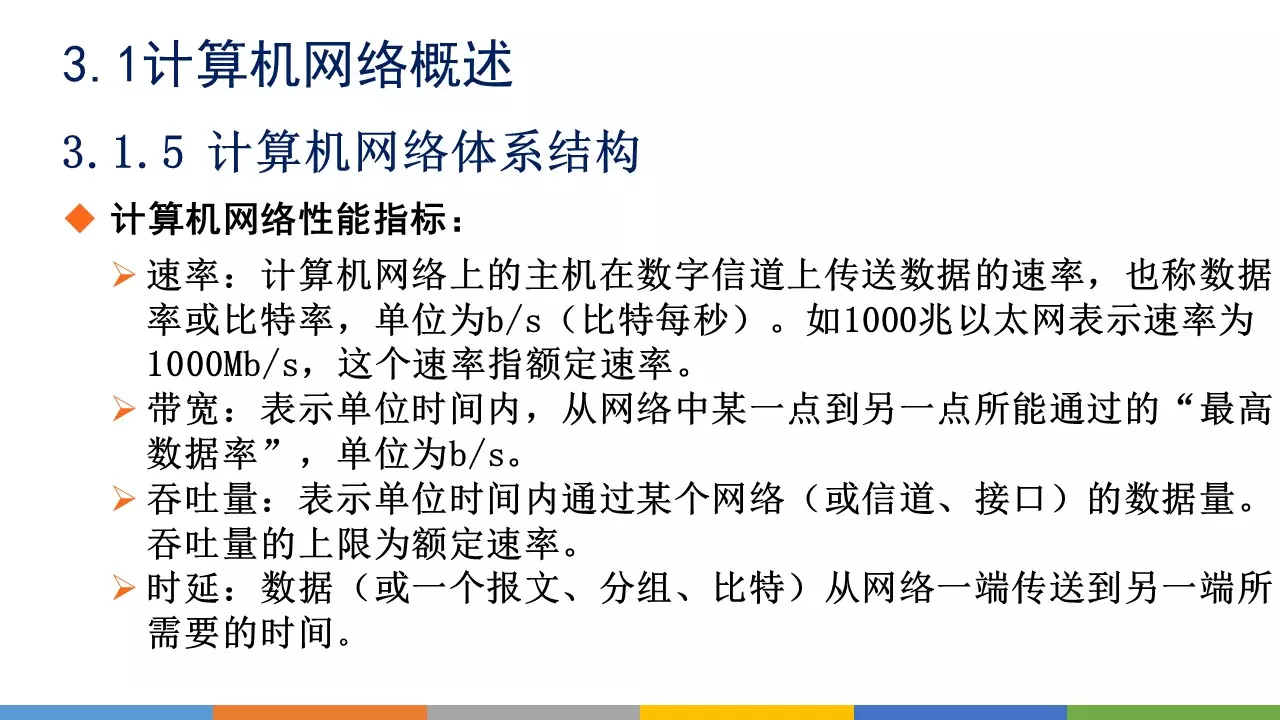 3.1计算机网络概述
3.1.5 计算机网络体系结构
计算机网络性能指标：
速率：计算机网络上的主机在数字信道上传送数据的速率，也称数据
率或比特率，单位为b/s（比特每秒）。如1000兆以太网表示速率为
1000Mb/s，这个速率指额定速率。
带宽：表示单位时间内，从网络中某一点到另一点所能通过的“最高
数据率”，单位为b/s。
吞吐量：表示单位时间内通过某个网络（或信道、接口）的数据量。
吞吐量的上限为额定速率。
时延：数据（或一个报文、分组、比特）从网络一端传送到另一端所
需要的时间。